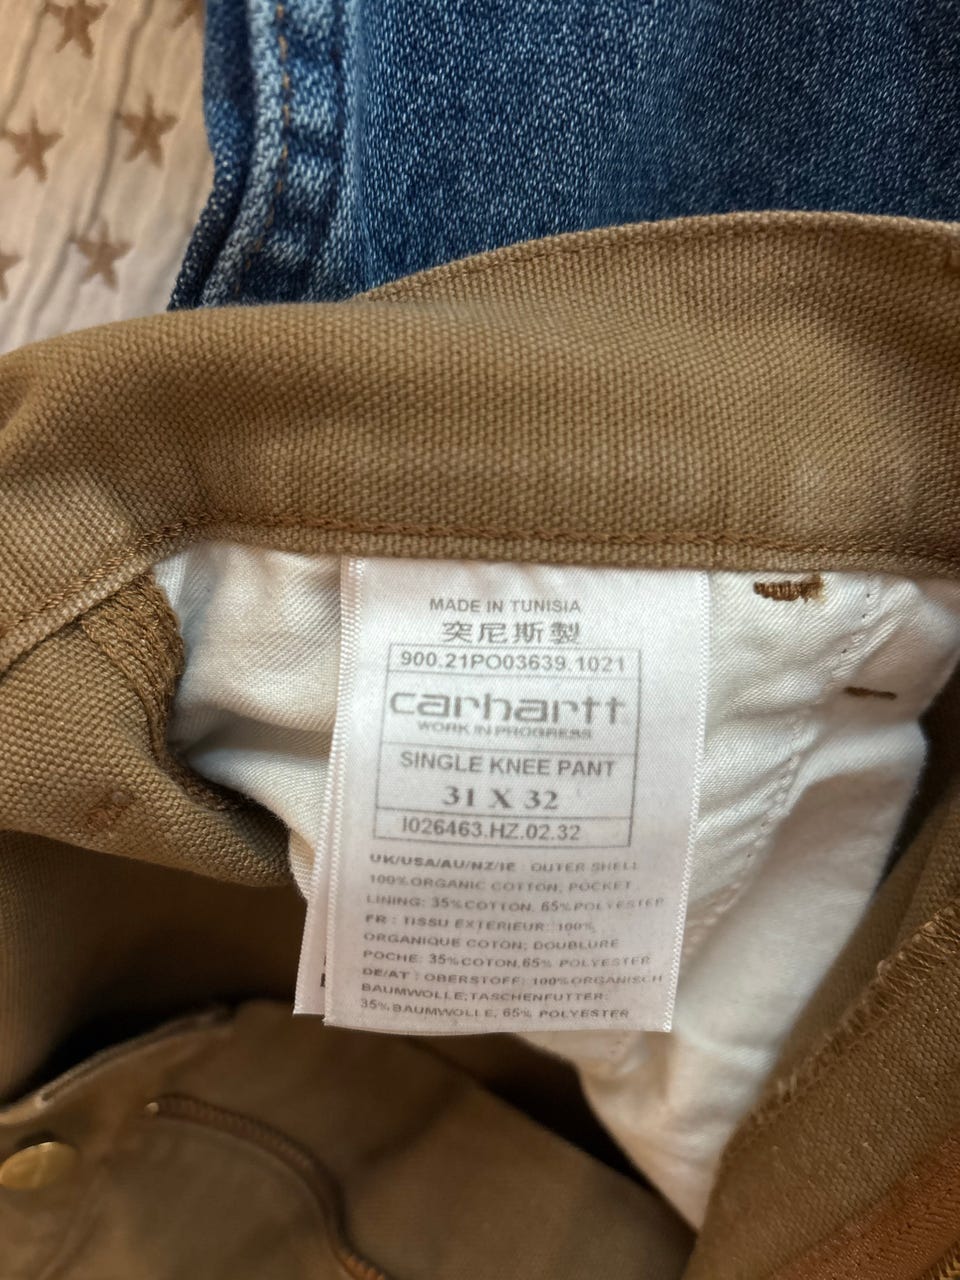 MADE IN TUNISIA
突尼斯製
900.21PO03639.1021
carhartt
WORK IN PROGRESS
SINGLE KNEE PANT
31 X 32
I026463.HZ.02.32
UK/USA/AU/NZ/IE : OUTER SHELL
100% ORGANIC COTTON, POCKET
LINING: 35%COTTON, 65% POLYESTER
FR : TISSU EXTERIEUR: 100%
ORGANIQUE COTON; DOUBLURE
POCHE: 35%COTON,65% POLYESTER
DE/AT : OBERSTOFF: 100%ORGANISCH
BAUMWOLLE;TASCHENFUTTER:
35%BAUMWOLLE, 65% POLYESTER